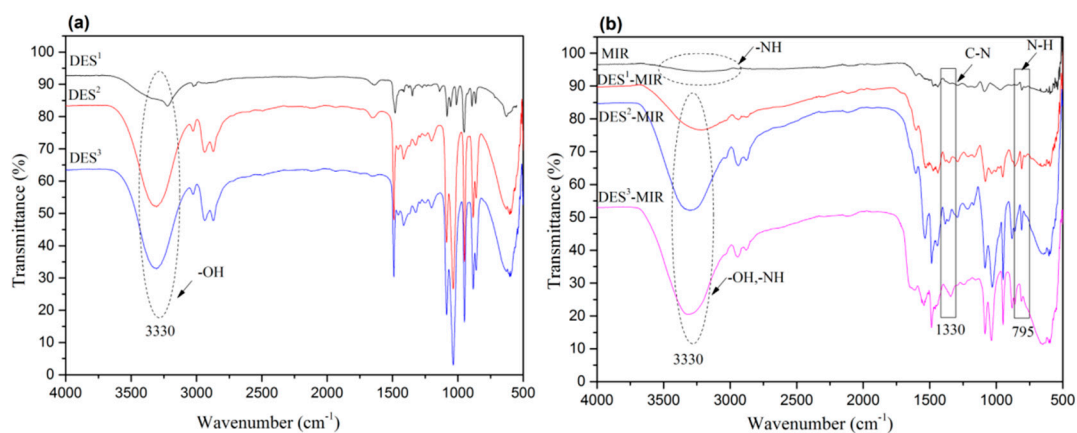 (a)
100
90
80
70
60
50
40
30
20
10
0
Transmittance (%)
DES¹
DES²
DES³
-OH
3330
4000 3500 3000 2500 2000 1500 1000 500
Wavenumber (cm⁻¹)
(b)
100
90
80
70
60
50
40
30
20
10
0
Transmittance (%)
MIR
-NH
C-N
N-H
DES¹-MIR
DES²-MIR
DES³-MIR
-OH,-NH
3330
1330
795
4000 3500 3000 2500 2000 1500 1000 500
Wavenumber (cm⁻¹)